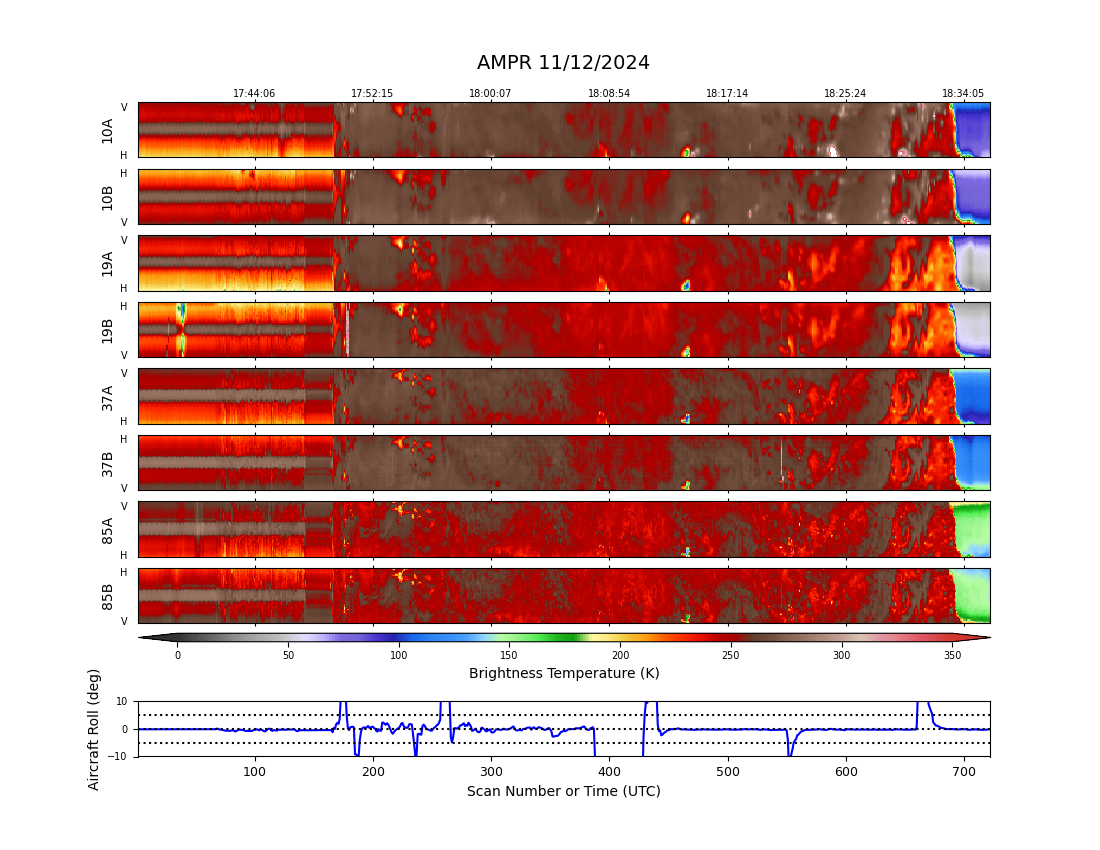 AMPR 11/12/2024
17:44:06 17:52:15 18:00:07 18:08:54 18:17:14 18:25:24 18:34:05
V
10A
H
H
10B
V
V
19A
H
H
19B
V
V
37A
H
H
37B
V
V
85A
H
H
85B
V
0 50 100 150 200 250 300 350
Brightness Temperature (K)
Aircraft Roll (deg)
10
0
−10
100 200 300 400 500 600 700
Scan Number or Time (UTC)